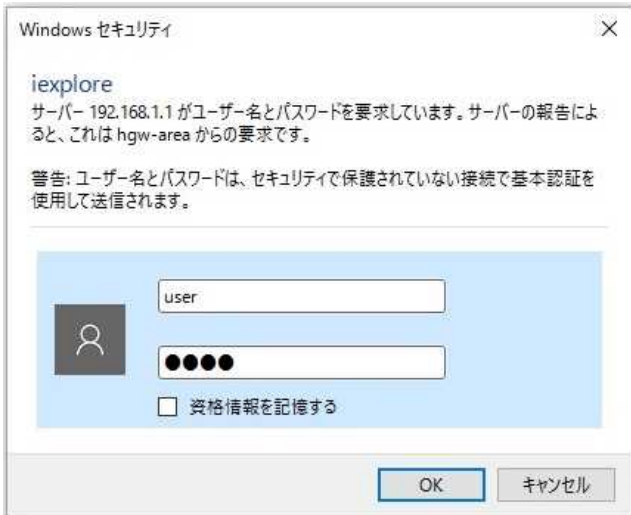 Windows セキュリティ
iexplore
サーバー 192.168.1.1 がユーザー名とパスワードを要求しています。サーバーの報告によ
ると、これは hgw-area からの要求です。
警告: ユーザー名とパスワードは、セキュリティで保護されていない接続で基本認証を
使用して送信されます。
user
●●●●
資格情報を記憶する
OK
キャンセル